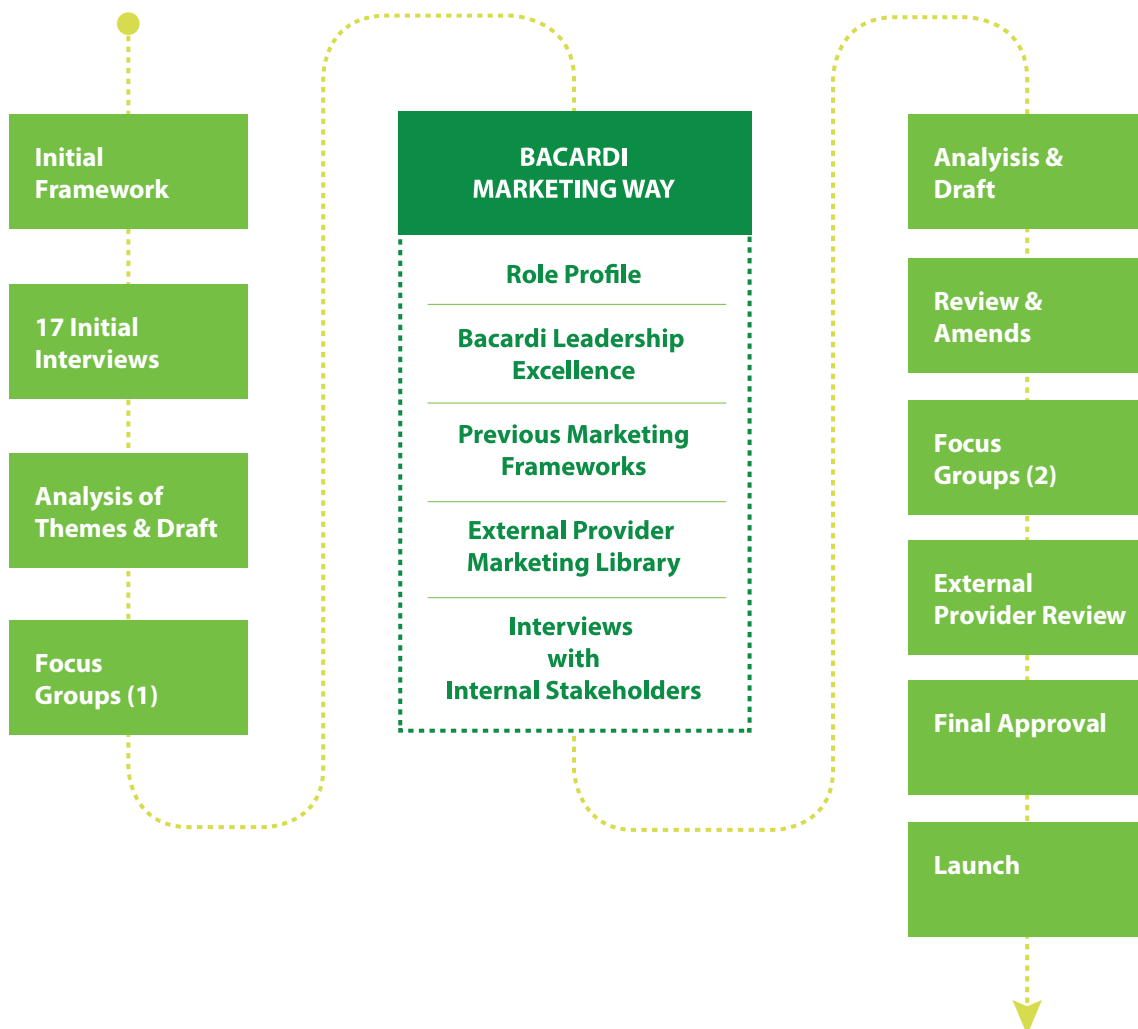 Initial
Framework
17 Initial
Interviews
Analysis of
Themes & Draft
Focus
Groups (1)
BACARDI
MARKETING WAY
Role Profile
Bacardi Leadership
Excellence
Previous Marketing
Frameworks
External Provider
Marketing Library
Interviews
with
Internal Stakeholders
Analyisis &
Draft
Review &
Amends
Focus
Groups (2)
External
Provider Review
Final Approval
Launch